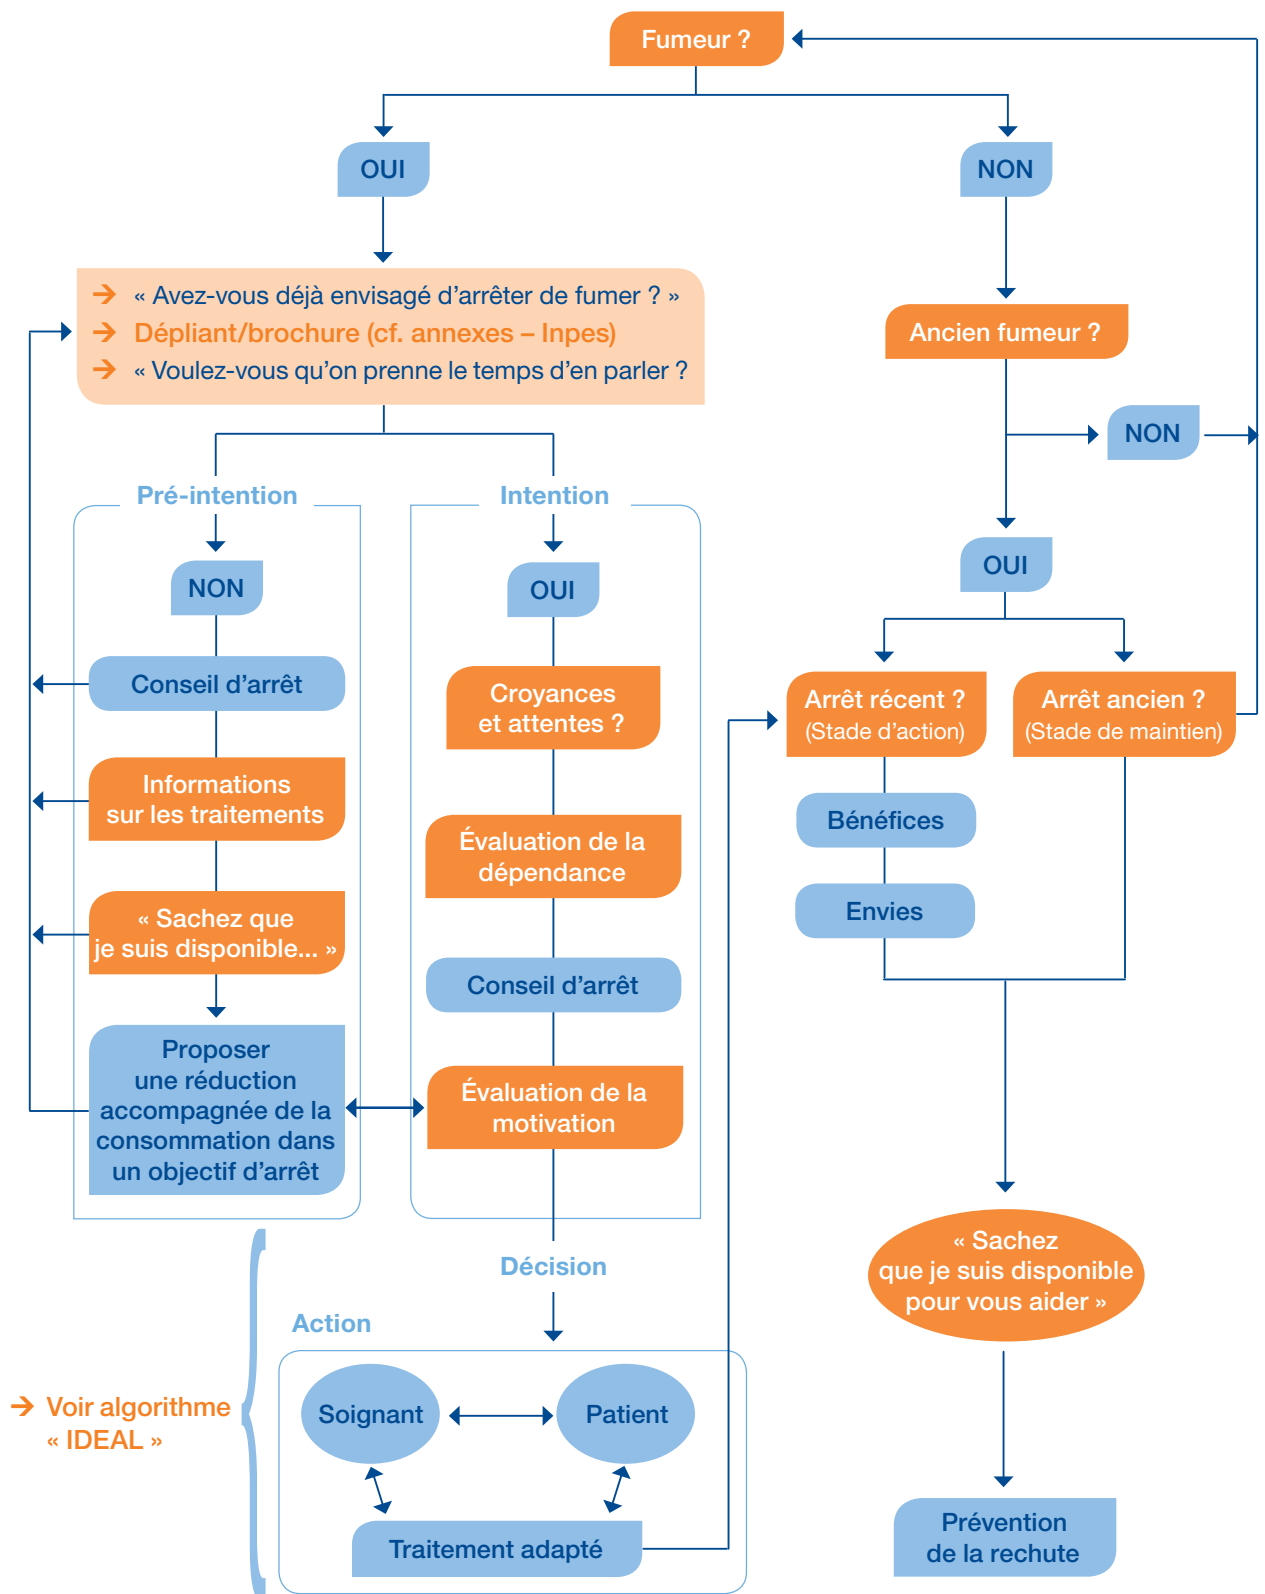 Fumeur ?
OUI
NON
→ « Avez-vous déjà envisagé d'arrêter de fumer ? »
→ Dépliant/brochure (cf. annexes – Inpes)
→ « Voulez-vous qu'on prenne le temps d'en parler ?
Ancien fumeur ?
NON
OUI
Pré-intention
NON
Conseil d'arrêt
Informations
sur les traitements
« Sachez que
je suis disponible... »
Proposer
une réduction
accompagnée de la
consommation dans
un objectif d'arrêt
Intention
OUI
Croyances
et attentes ?
Évaluation de la
dépendance
Conseil d'arrêt
Évaluation de la
motivation
Arrêt récent ?
(Stade d'action)
Arrêt ancien ?
(Stade de maintien)
Bénéfices
Envies
« Sachez
que je suis disponible
pour vous aider »
Prévention
de la rechute
Décision
Action
Soignant
Patient
Traitement adapté
→ Voir algorithme
« IDEAL »